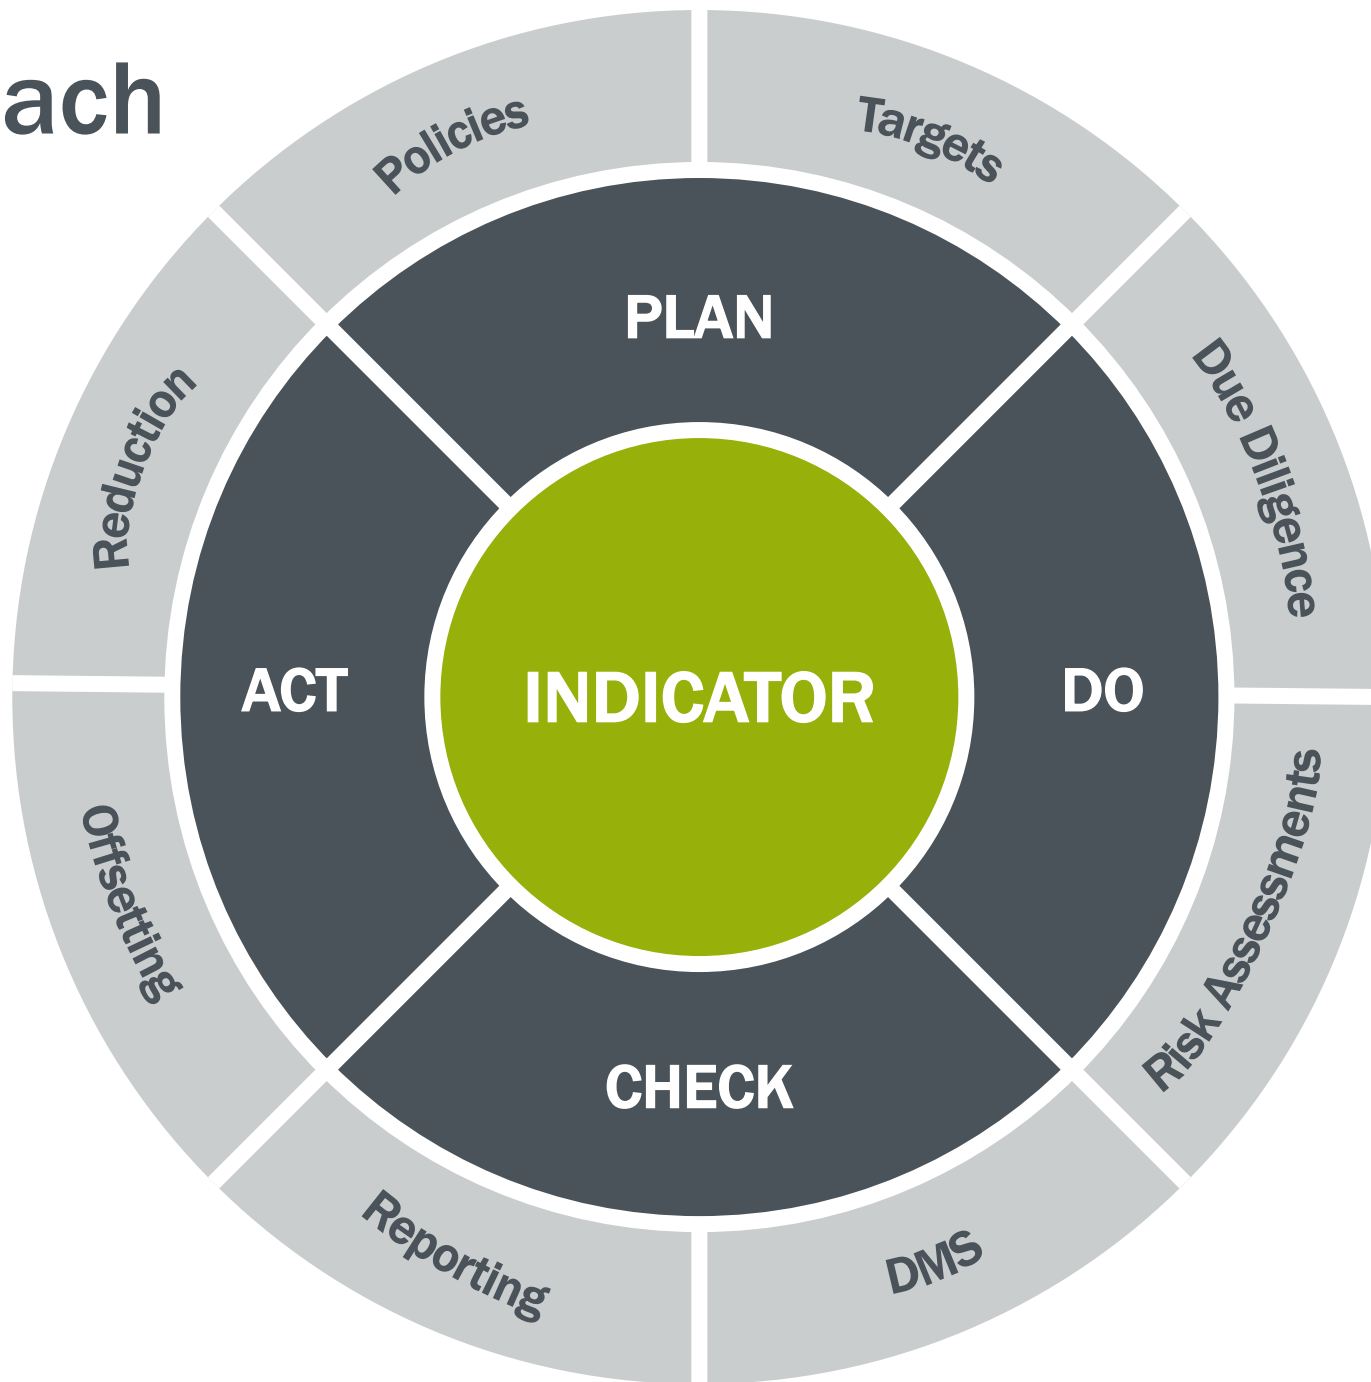 ach
Policies
Targets
Due Diligence
Risk Assessments
DMS
Reporting
Offsetting
Reduction
PLAN
DO
CHECK
ACT
INDICATOR